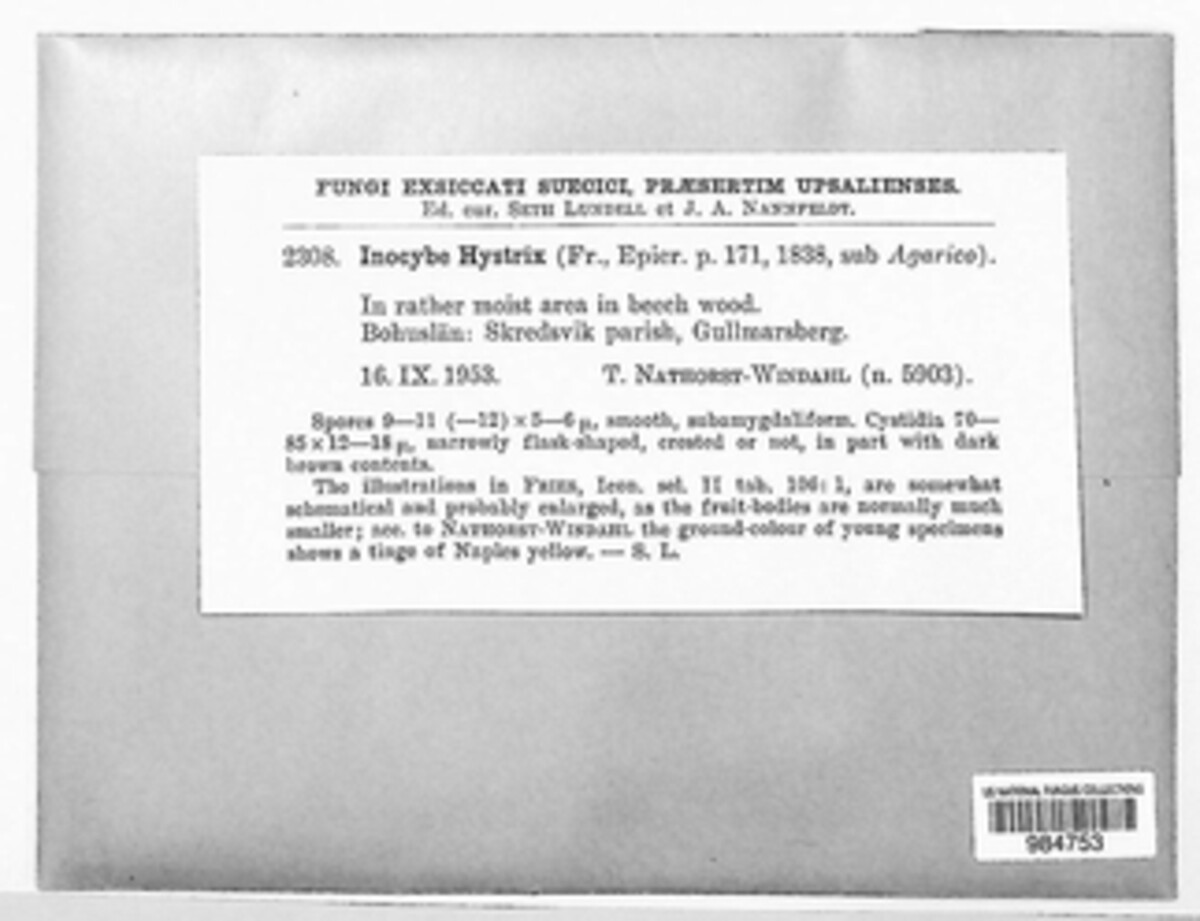 FUNGI EXSICCATI SUECICI, PRÆSERTIM UPSALIENSES.
Ed. cur. SETH LUNDELL et J. A. NANNFELDT.
2308. Inocybe Hystrix (Fr., Epicr. p. 171, 1838, sub Agarico).
In rather moist area in beech wood.
Bohuslän: Skredsvik parish, Gullmarsberg.
16. IX. 1953. T. NATHORST-WINDAHL (n. 5903).
Spores 9—11 (—12) × 5—6 μ, smooth, subamygdaliform. Cystidia 70—
85 × 12—18 μ, narrowly flask-shaped, crested or not, in part with dark
brown contents.
The illustrations in FRIES, Icon. sel. II tab. 106: 1, are somewhat
schematical and probably enlarged, as the fruit-bodies are normally much
smaller; acc. to NATHORST-WINDAHL the ground-colour of young specimens
shows a tinge of Naples yellow. — S. L.
US NATIONAL FUNGUS COLLECTIONS
984753